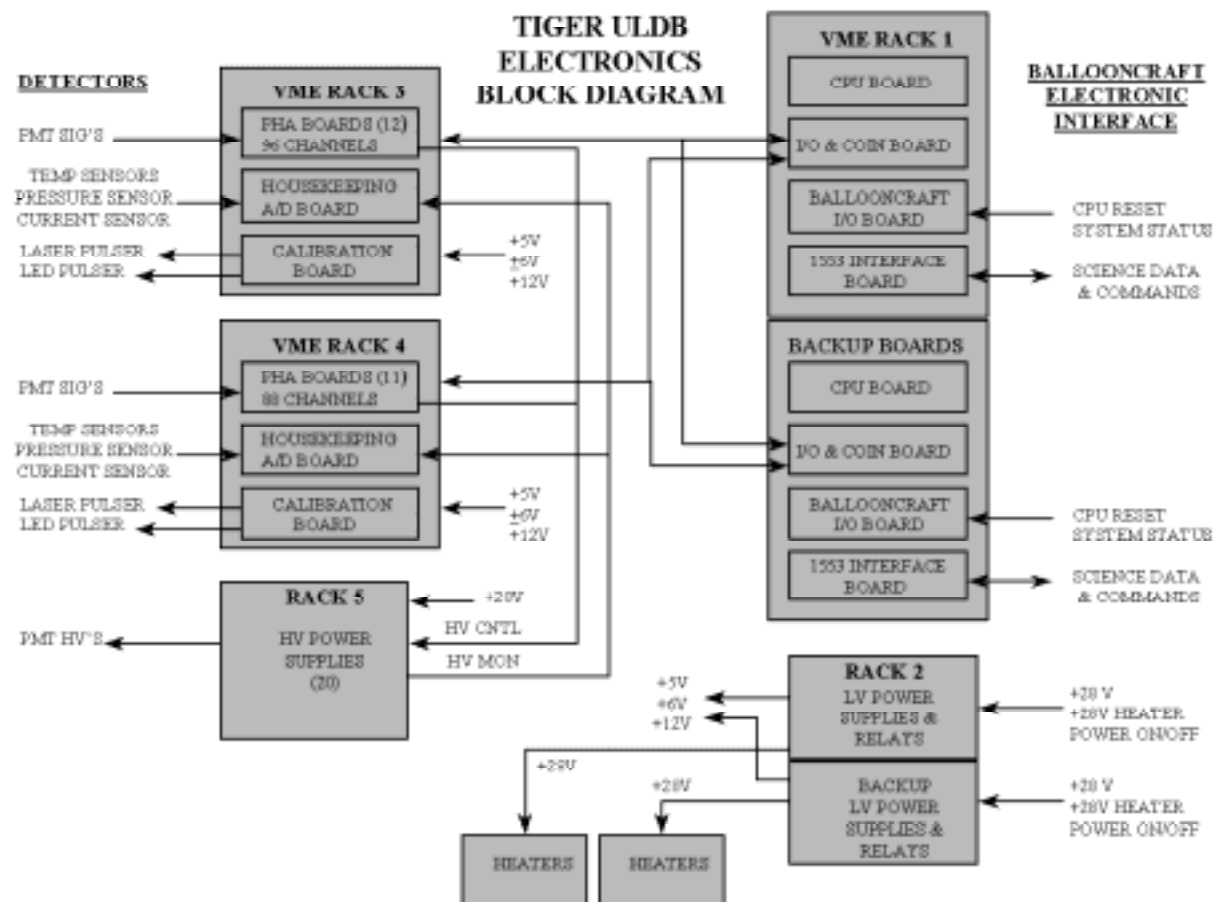 TIGER ULDB
ELECTRONICS
BLOCK DIAGRAM
DETECTORS
VME RACK 3
PMT SIG'S
PHA BOARDS (12)
96 CHANNELS
TEMP SENSORS
PRESSURE SENSOR
CURRENT SENSOR
HOUSEKEEPING
A/D BOARD
LASER PULSER
LED PULSER
CALIBRATION
BOARD
+5V
±6V
+12V
VME RACK 4
PMT SIG'S
PHA BOARDS (11)
88 CHANNELS
TEMP SENSORS
PRESSURE SENSOR
CURRENT SENSOR
HOUSEKEEPING
A/D BOARD
LASER PULSER
LED PULSER
CALIBRATION
BOARD
+5V
±6V
+12V
RACK 5
HV POWER
SUPPLIES
(20)
PMT HV'S
+28V
HV CNTL
HV MON
VME RACK 1
CPU BOARD
I/O & COIN BOARD
BALLOONCRAFT
I/O BOARD
1553 INTERFACE
BOARD
BALLOONCRAFT
ELECTRONIC
INTERFACE
CPU RESET
SYSTEM STATUS
SCIENCE DATA
& COMMANDS
BACKUP BOARDS
CPU BOARD
I/O & COIN BOARD
BALLOONCRAFT
I/O BOARD
1553 INTERFACE
BOARD
CPU RESET
SYSTEM STATUS
SCIENCE DATA
& COMMANDS
RACK 2
LV POWER
SUPPLIES &
RELAYS
+5V
+6V
+12V
+28 V
+28V HEATER
POWER ON/OFF
BACKUP
LV POWER
SUPPLIES &
RELAYS
+28 V
+28V HEATER
POWER ON/OFF
+28V
+28V
HEATERS
HEATERS